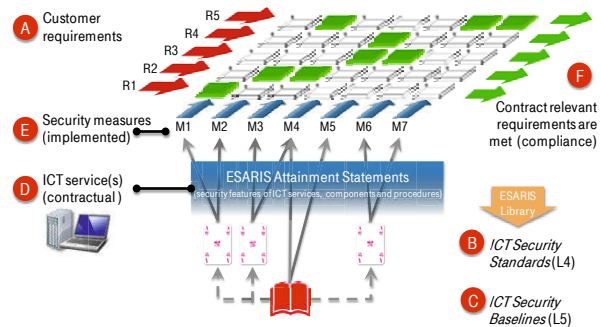 A Customer
requirements
R5
R4
R3
R2
R1
F
Contract relevant
requirements are
met (compliance)
E Security measures
(implemented)
M1 M2 M3 M4 M5 M6 M7
D ICT service(s)
(contractual)
ESARIS Attainment Statements
(security features of ICT services, components and procedures)
ESARIS
Library
B ICT Security
Standards (L4)
C ICT Security
Baselines (L5)